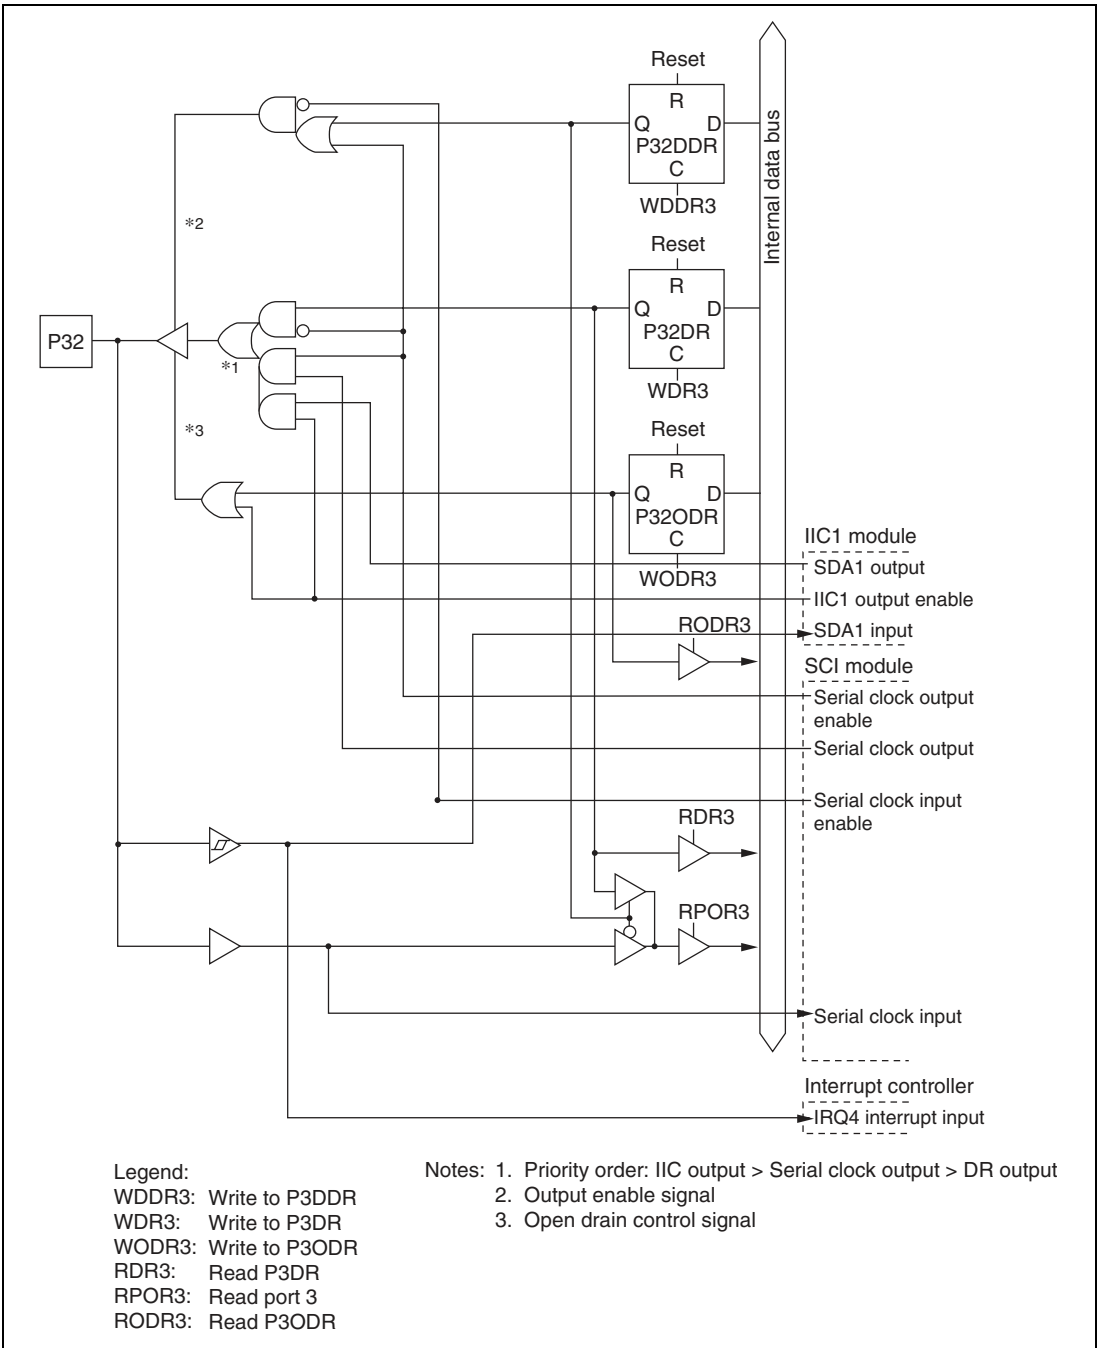 Reset
R
Q D
P32DDR
C
WDDR3
Internal data bus
*2
Reset
R
Q D
P32DR
C
WDR3
P32
*1
*3
Reset
R
Q D
P32ODR
C
WODR3
IIC1 module
SDA1 output
IIC1 output enable
SDA1 input
RODR3
SCI module
Serial clock output
enable
Serial clock output
Serial clock input
enable
RDR3
RPOR3
Serial clock input
Interrupt controller
IRQ4 interrupt input
Legend:
WDDR3: Write to P3DDR
WDR3: Write to P3DR
WODR3: Write to P3ODR
RDR3: Read P3DR
RPOR3: Read port 3
RODR3: Read P3ODR
Notes: 1. Priority order: IIC output > Serial clock output > DR output
2. Output enable signal
3. Open drain control signal